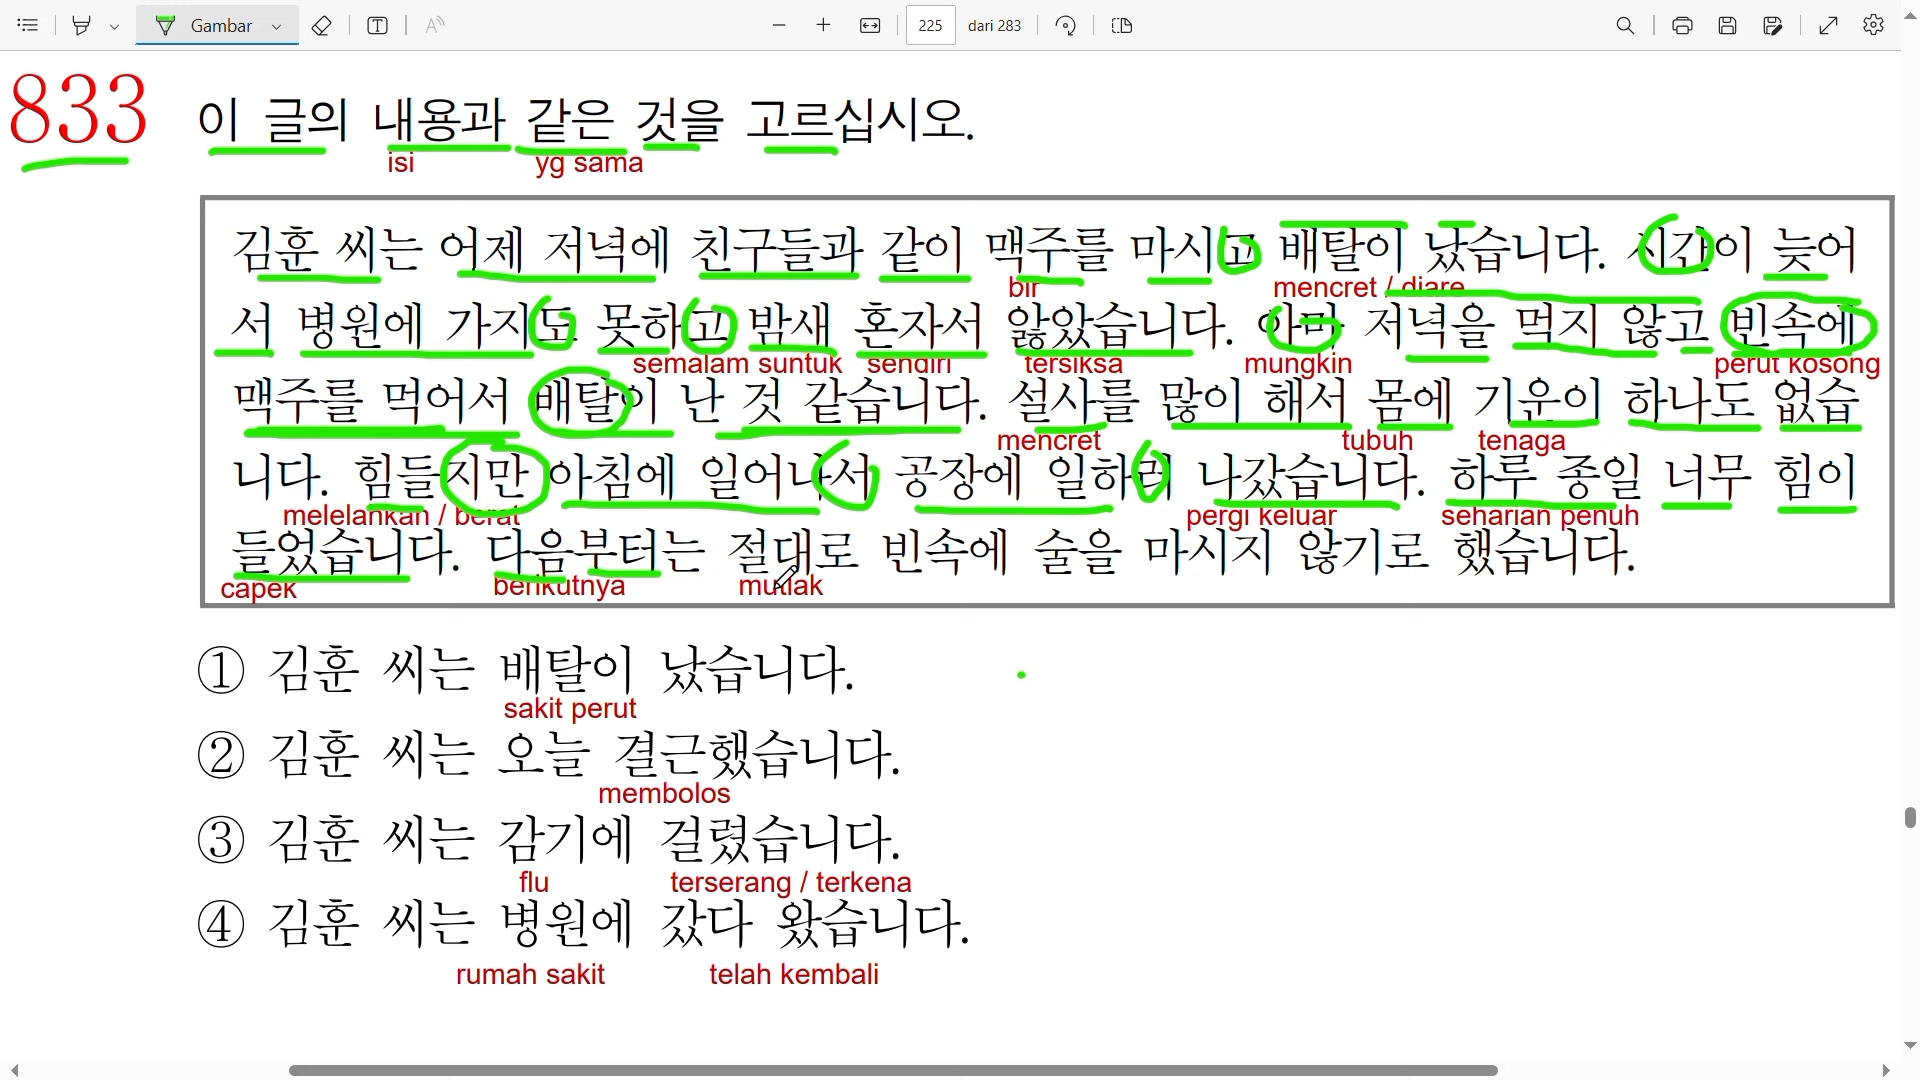 Gambar
225 dari 283
833 이 글의 내용과 같은 것을 고르십시오.
isi yg sama
김훈 씨는 어제 저녁에 친구들과 같이 맥주를 마시고 배탈이 났습니다. 시간이 늦어
bir mencret / diare
서 병원에 가지도 못하고 밤새 혼자서 앓았습니다. 아마 저녁을 먹지 않고 빈속에
semalam suntuk sendiri tersiksa mungkin perut kosong
맥주를 먹어서 배탈이 난 것 같습니다. 설사를 많이 해서 몸에 기운이 하나도 없습
mencret tubuh tenaga
니다. 힘들지만 아침에 일어나서 공장에 일하러 나갔습니다. 하루 종일 너무 힘이
melelahkan / berat pergi keluar seharian penuh
들었습니다. 다음부터는 절대로 빈속에 술을 마시지 않기로 했습니다.
capek berikutnya mutlak
① 김훈 씨는 배탈이 났습니다.
sakit perut
② 김훈 씨는 오늘 결근했습니다.
membolos
③ 김훈 씨는 감기에 걸렸습니다.
flu terserang / terkena
④ 김훈 씨는 병원에 갔다 왔습니다.
rumah sakit telah kembali